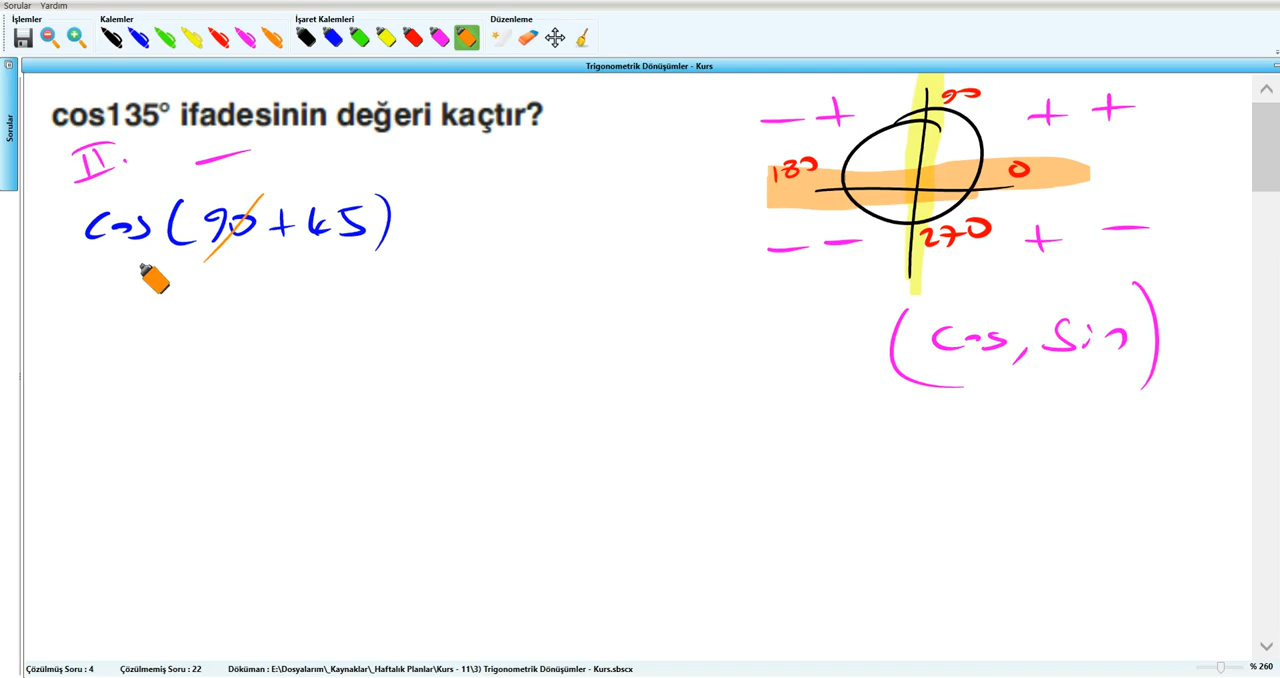 Sorular Yardım
İşlemler Kalemler İşaret Kalemleri Düzenleme
Trigonometrik Dönüşümler - Kurs
Sorular
cos135° ifadesinin değeri kaçtır?
II. -
cos(90+45)
- + 90 + +
180 0
- - 270 + -
(cos, sin)
Çözülmüş Soru : 4 Çözülmemiş Soru : 22 Döküman : E:\Dosyalarım\_Kaynaklar\_Haftalık Planlar\Kurs - 11\3) Trigonometrik Dönüşümler - Kurs.sbscx % 260